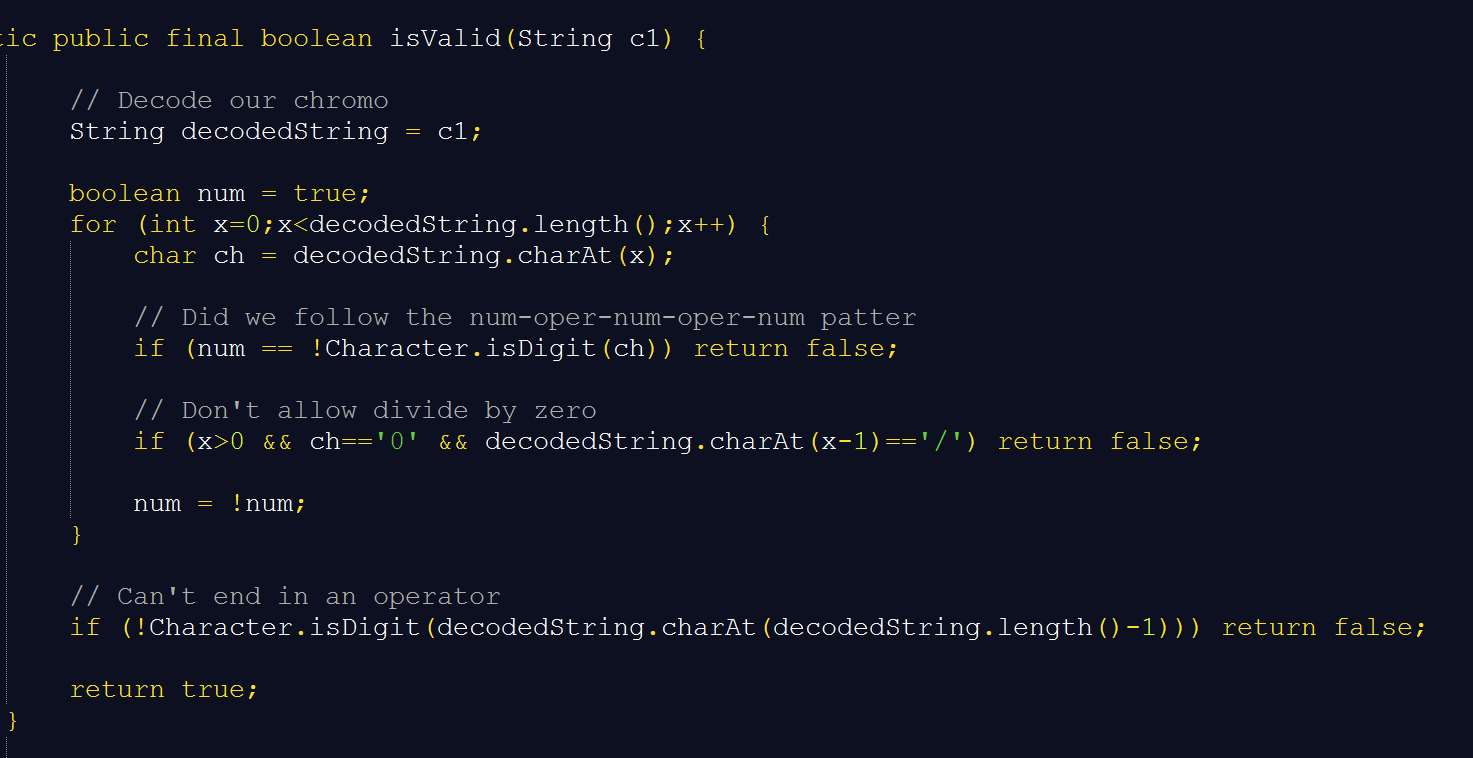 tic public final boolean isValid(String c1) {
// Decode our chromo
String decodedString = c1;
boolean num = true;
for (int x=0;x<decodedString.length();x++) {
char ch = decodedString.charAt(x);
// Did we follow the num-oper-num-oper-num patter
if (num == !Character.isDigit(ch)) return false;
// Don't allow divide by zero
if (x>0 && ch=='0' && decodedString.charAt(x-1)=='/') return false;
num = !num;
}
// Can't end in an operator
if (!Character.isDigit(decodedString.charAt(decodedString.length()-1))) return false;
return true;
}